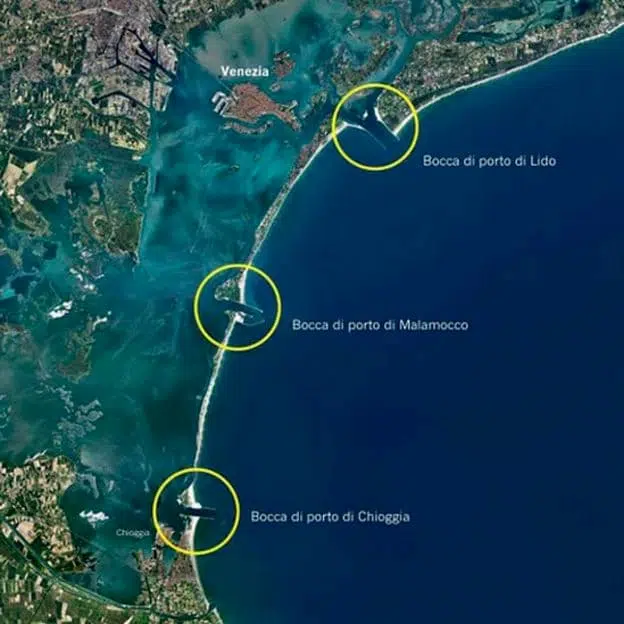 Venezia
Bocca di porto di Lido
Bocca di porto di Malamocco
Bocca di porto di Chioggia
Chioggia